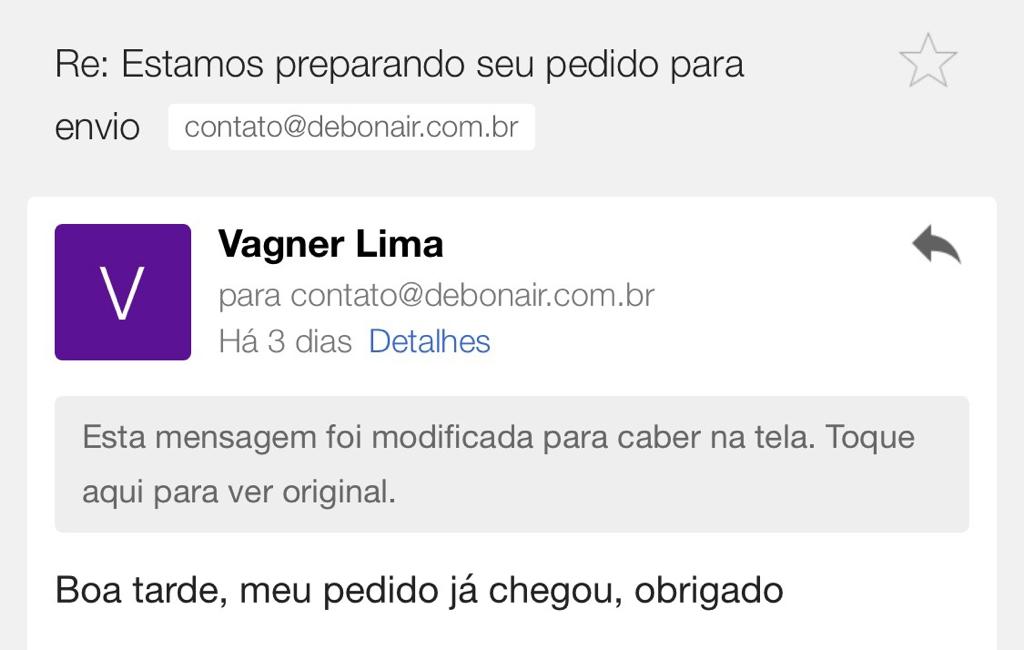 Re: Estamos preparando seu pedido para
envio contato@debonair.com.br
V
Vagner Lima
para contato@debonair.com.br
Há 3 dias Detalhes
Esta mensagem foi modificada para caber na tela. Toque
aqui para ver original.
Boa tarde, meu pedido já chegou, obrigado